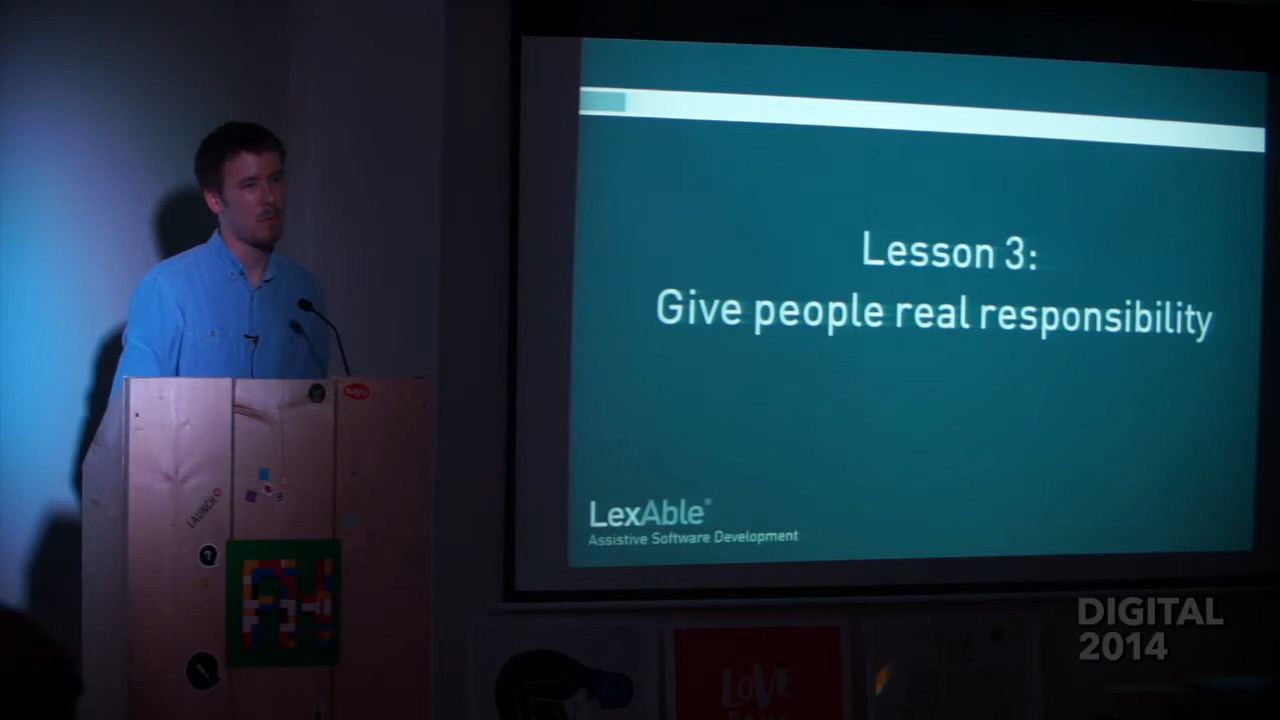 Lesson 3:
Give people real responsibility
LexAble®
Assistive Software Development
DIGITAL
2014
LAUNCH
?
LOVE